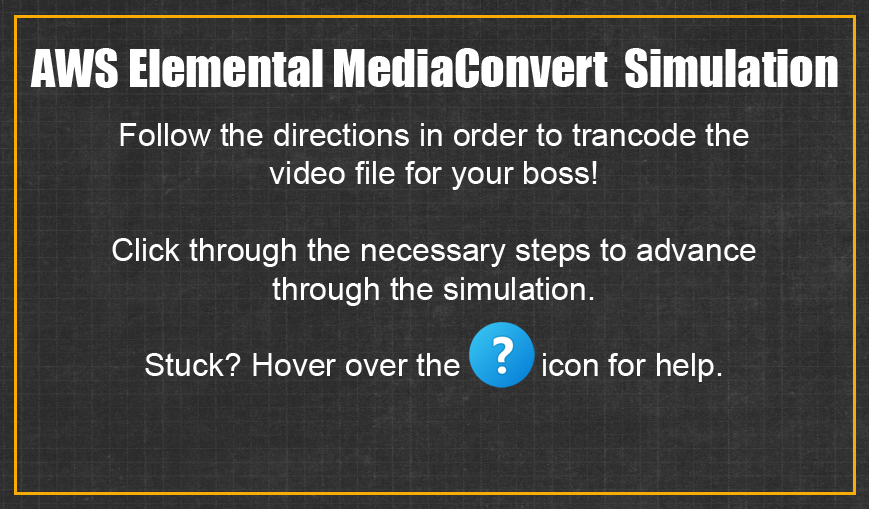 AWS Elemental MediaConvert Simulation
Follow the directions in order to trancode the
video file for your boss!
Click through the necessary steps to advance
through the simulation.
Stuck? Hover over the ? icon for help.